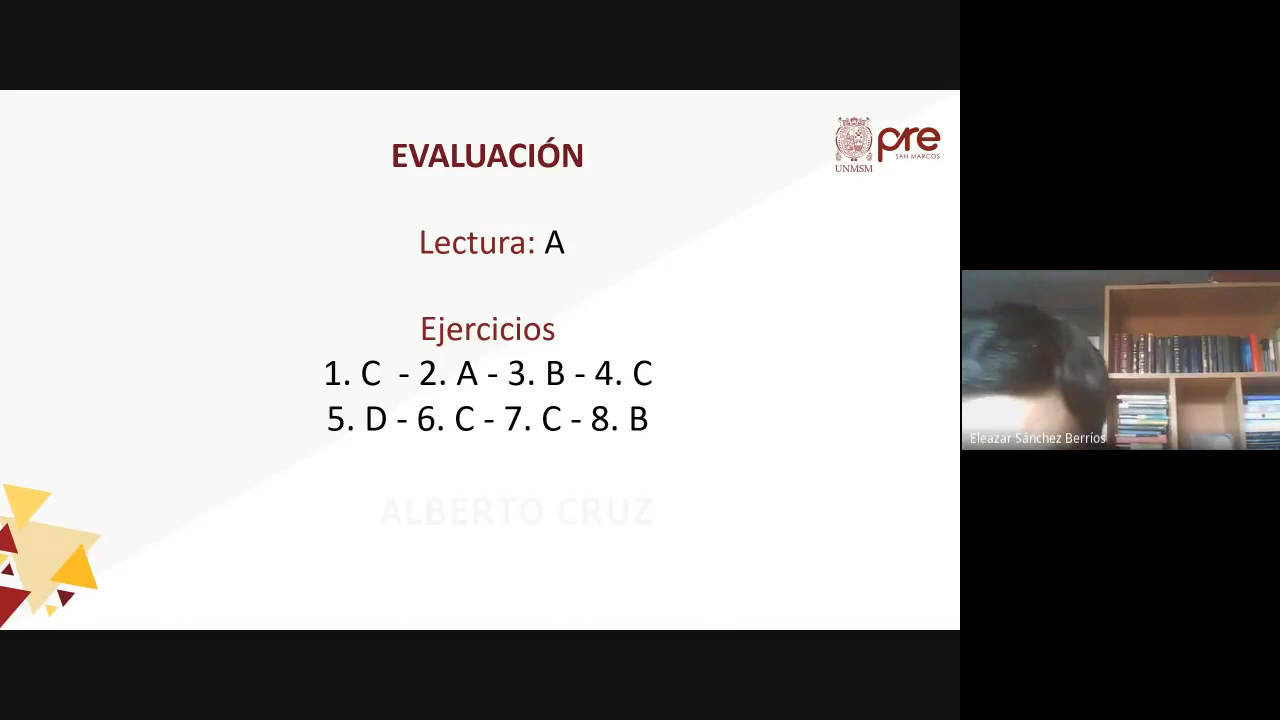 EVALUACIÓN
pre
SAN MARCOS
UNMSM
Lectura: A
Ejercicios
1. C - 2. A - 3. B - 4. C
5. D - 6. C - 7. C - 8. B
ALBERTO CRUZ
Eleazar Sánchez Berríos